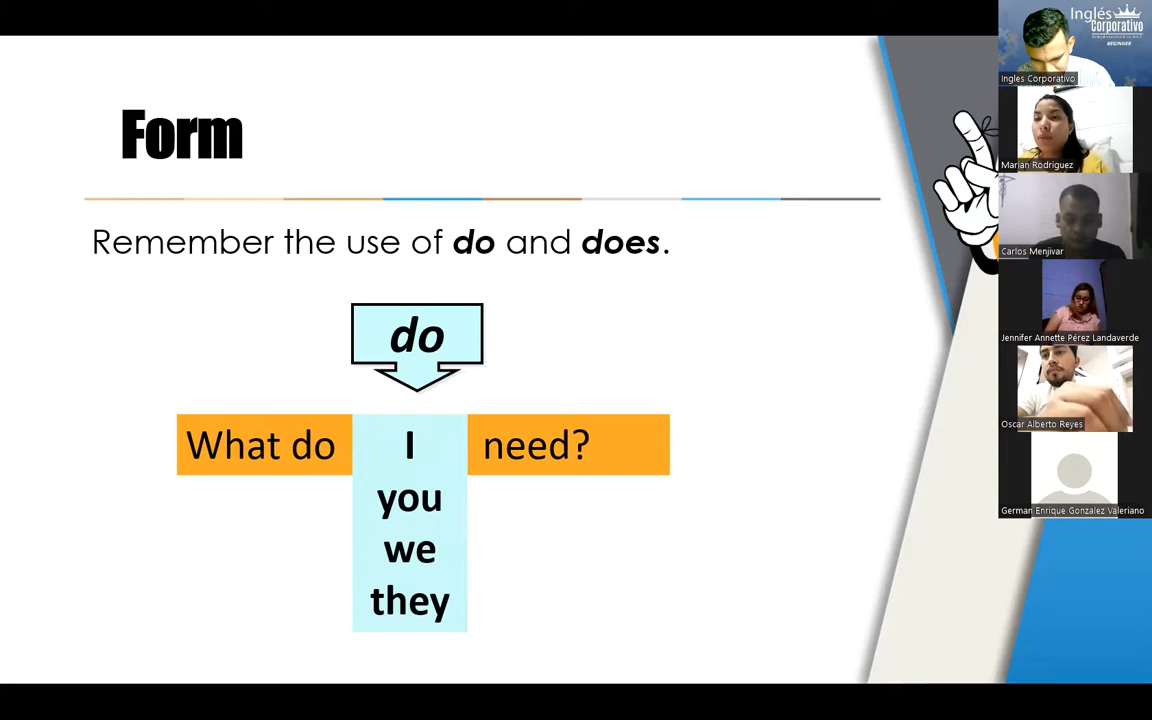 Form
Remember the use of do and does.
do
What do I need?
you
we
they
Inglés
Corporativo
BEGINNER
Ingles Corporativo
Marian Rodriguez
Carlos Menjivar
Jennifer Annette Pérez Landaverde
Oscar Alberto Reyes
German Enrique Gonzalez Valeriano